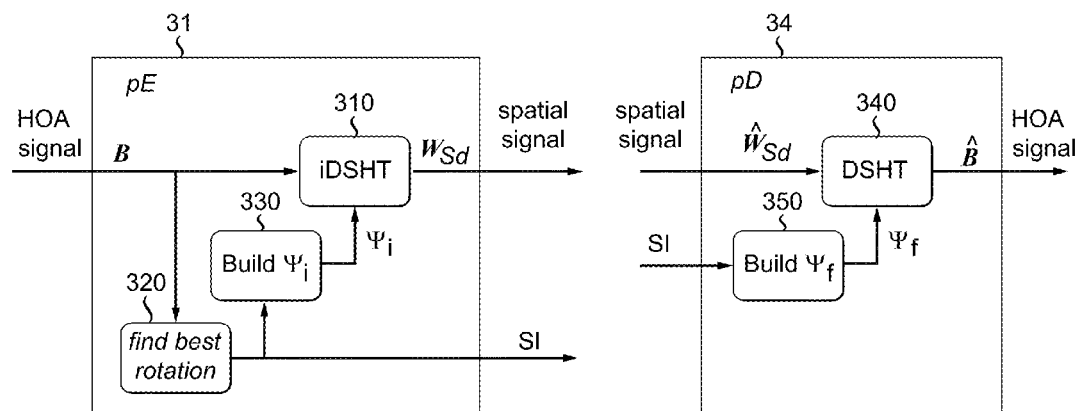 31
pE
HOA
signal
B
310
iDSHT
W_Sd
spatial
signal
330
Build Ψ_i
Ψ_i
320
find best
rotation
SI
34
pD
spatial
signal
Ŵ_Sd
340
DSHT
B̂
HOA
signal
SI
350
Build Ψ_f
Ψ_f